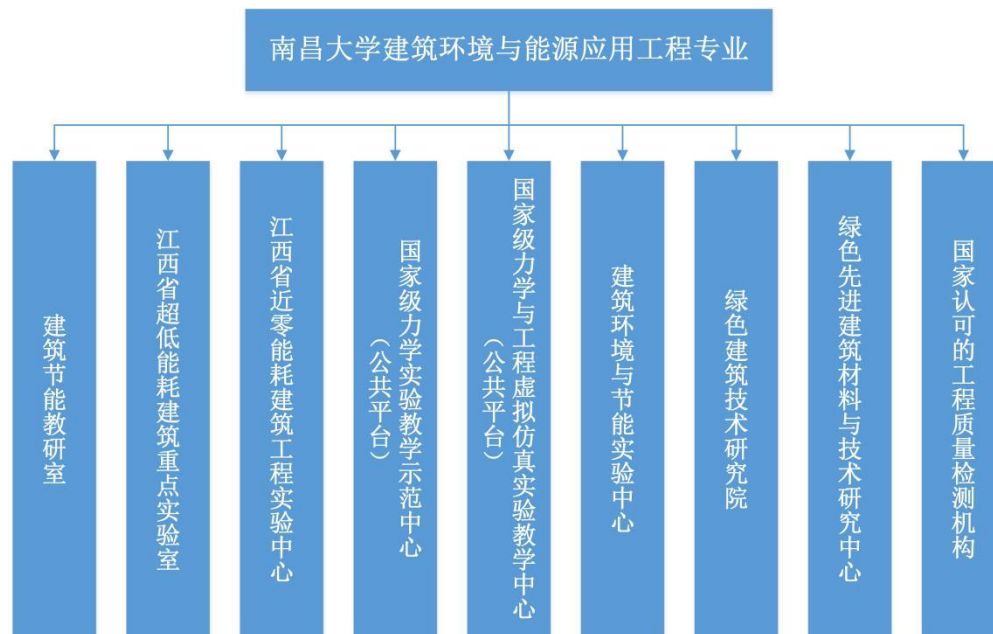 南昌大学建筑环境与能源应用工程专业
建筑节能教研室
江西省超低能耗建筑重点实验室
江西省近零能耗建筑工程实验中心
国家级力学实验教学示范中心
（公共平台）
国家级力学与工程虚拟仿真实验教学中心
（公共平台）
建筑环境与节能实验中心
绿色建筑技术研究院
绿色先进建筑材料与技术研究中心
国家认可的工程质量检测机构